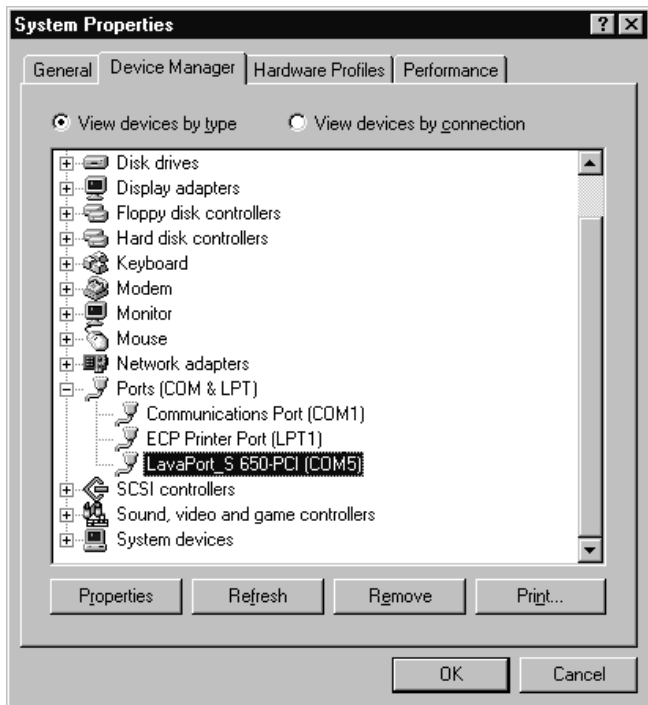 System Properties
General Device Manager Hardware Profiles Performance
View devices by type View devices by connection
Disk drives
Display adapters
Floppy disk controllers
Hard disk controllers
Keyboard
Modem
Monitor
Mouse
Network adapters
Ports (COM & LPT)
Communications Port (COM1)
ECP Printer Port (LPT1)
LavaPort_S 650-PCI (COM5)
SCSI controllers
Sound, video and game controllers
System devices
Properties Refresh Remove Print...
OK Cancel